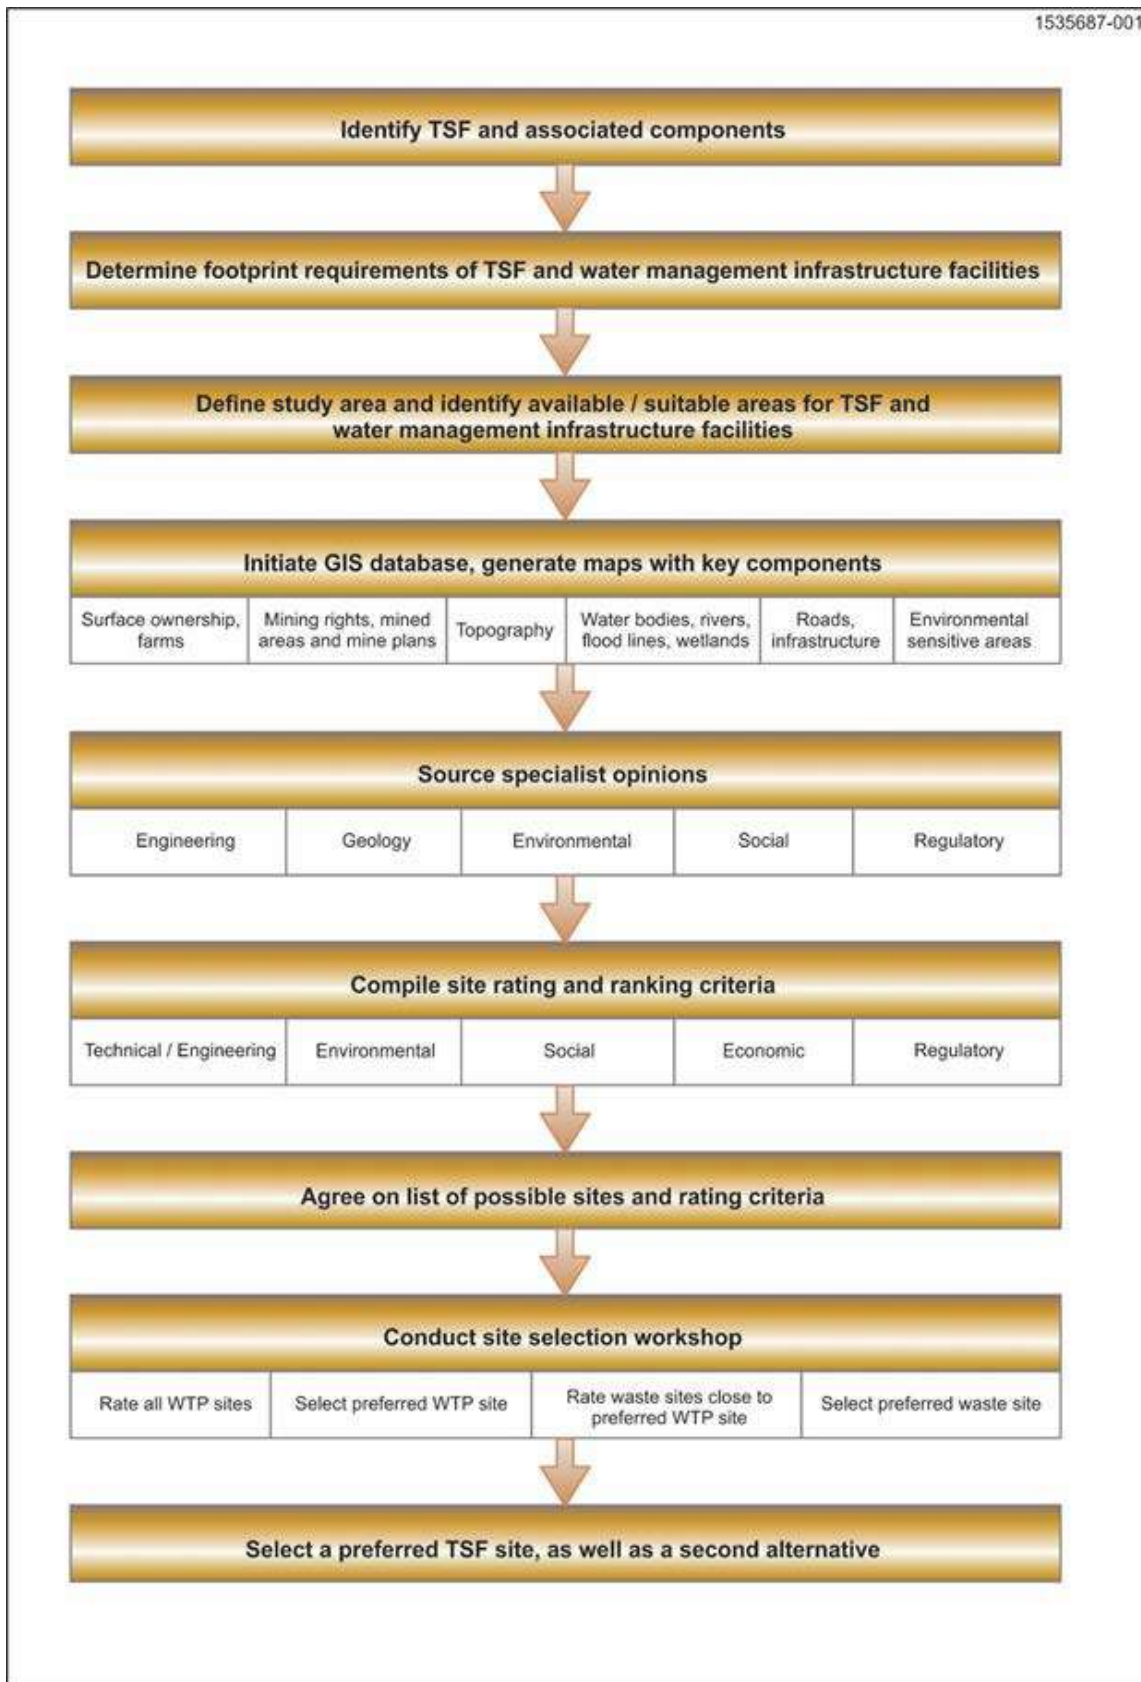 1535687-001
Identify TSF and associated components
Determine footprint requirements of TSF and water management infrastructure facilities
Define study area and identify available / suitable areas for TSF and
water management infrastructure facilities
Initiate GIS database, generate maps with key components
Surface ownership,
farms
Mining rights, mined
areas and mine plans
Topography
Water bodies, rivers,
flood lines, wetlands
Roads,
infrastructure
Environmental
sensitive areas
Source specialist opinions
Engineering
Geology
Environmental
Social
Regulatory
Compile site rating and ranking criteria
Technical / Engineering
Environmental
Social
Economic
Regulatory
Agree on list of possible sites and rating criteria
Conduct site selection workshop
Rate all WTP sites
Select preferred WTP site
Rate waste sites close to
preferred WTP site
Select preferred waste site
Select a preferred TSF site, as well as a second alternative